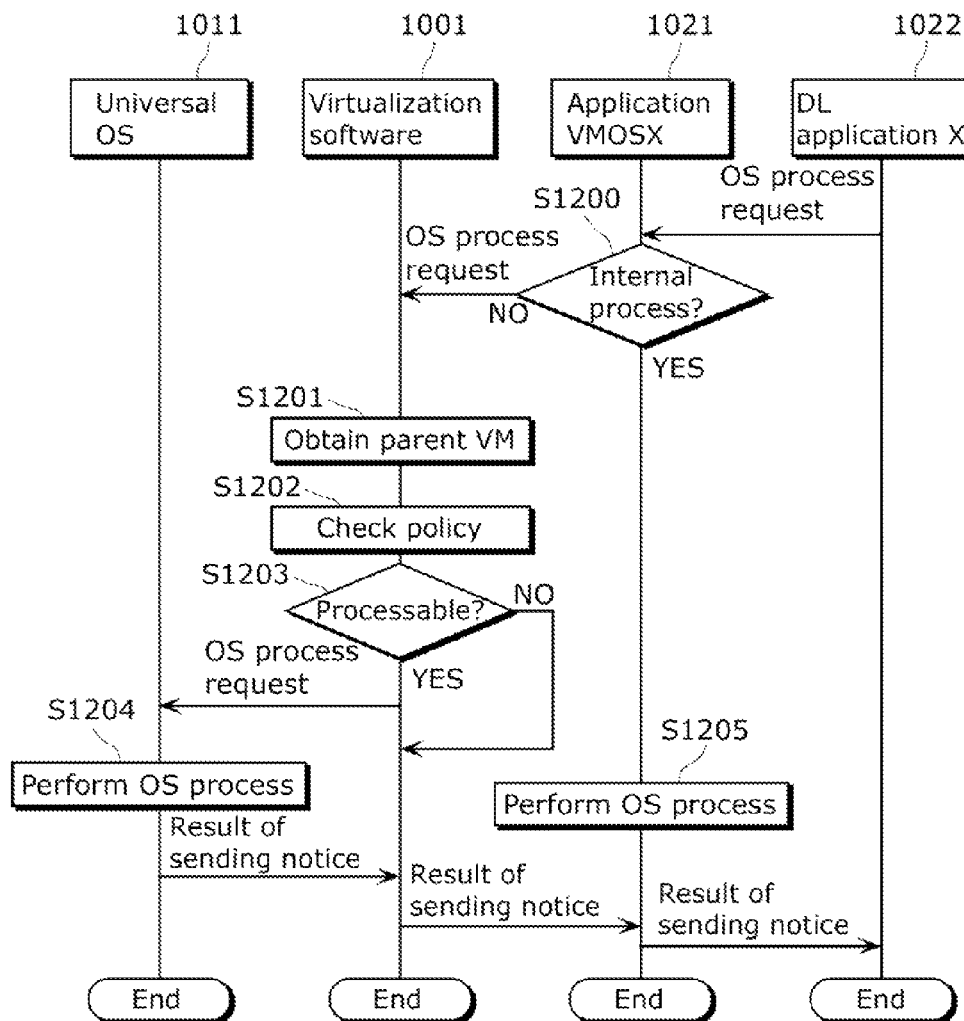 1011
1001
1021
1022
Universal
OS
Virtualization
software
Application
VMOSX
DL
application X
OS process
request
S1200
OS process
request
Internal
process?
NO
YES
S1201
Obtain parent VM
S1202
Check policy
S1203
Processable?
NO
OS process
request
YES
S1204
S1205
Perform OS process
Perform OS process
Result of
sending notice
Result of
sending notice
Result of
sending notice
End
End
End
End